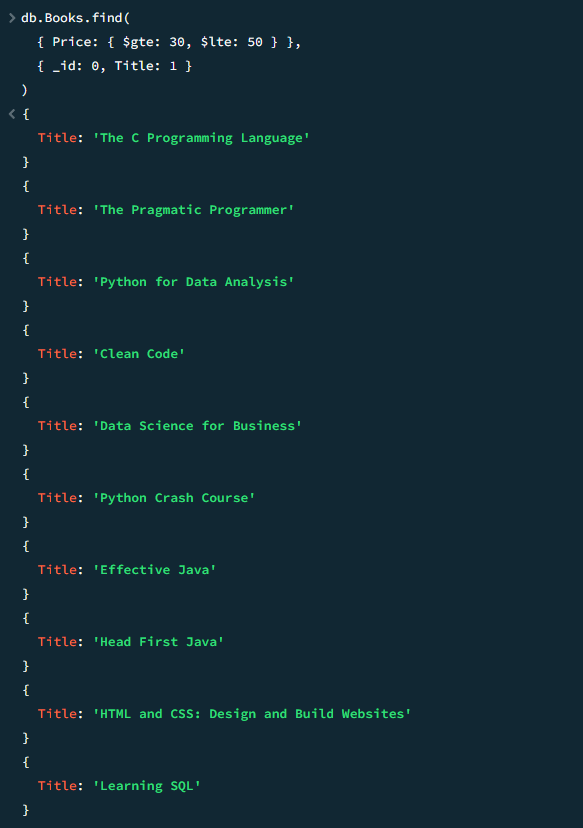 db.Books.find(
{ Price: { $gte: 30, $lte: 50 } },
{ _id: 0, Title: 1 }
)
{
Title: 'The C Programming Language'
}
{
Title: 'The Pragmatic Programmer'
}
{
Title: 'Python for Data Analysis'
}
{
Title: 'Clean Code'
}
{
Title: 'Data Science for Business'
}
{
Title: 'Python Crash Course'
}
{
Title: 'Effective Java'
}
{
Title: 'Head First Java'
}
{
Title: 'HTML and CSS: Design and Build Websites'
}
{
Title: 'Learning SQL'
}